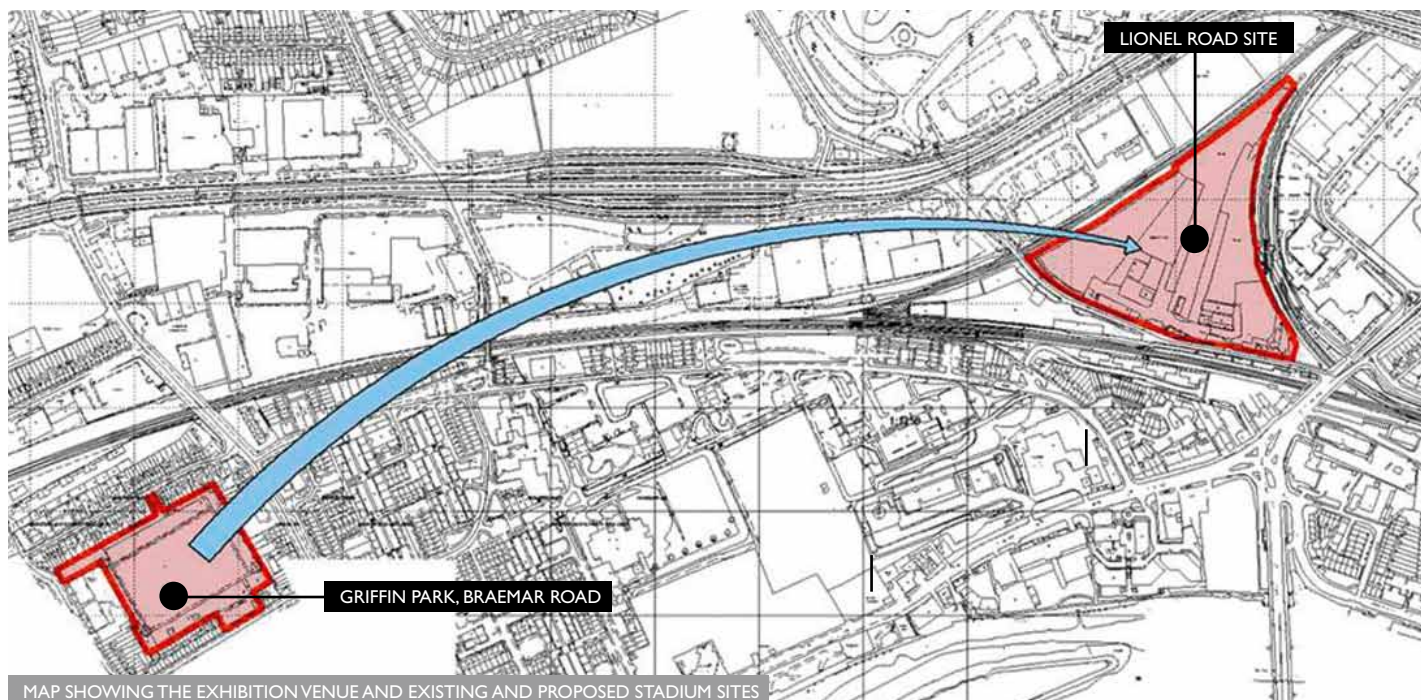 LIONEL ROAD SITE
GRIFFIN PARK, BRAEMAR ROAD
MAP SHOWING THE EXHIBITION VENUE AND EXISTING AND PROPOSED STADIUM SITES